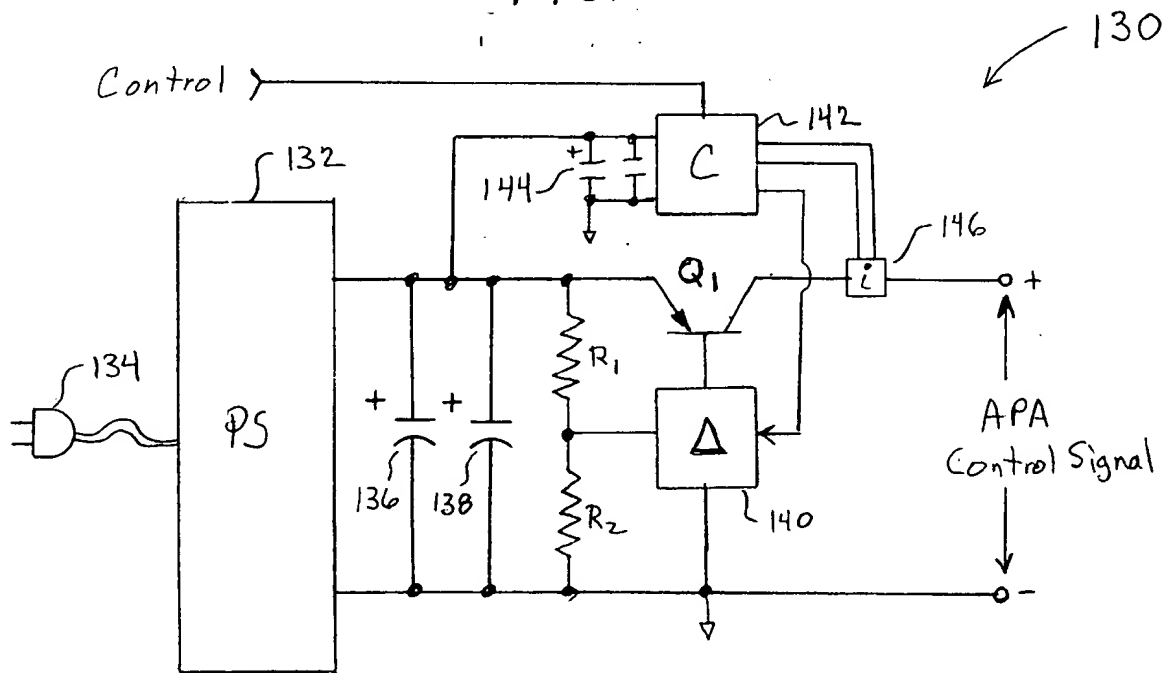 130
Control
142
C
+
144
132
146
Q1
i
+
R1
134
+
+
PS
Δ
APA
Control Signal
136
138
R2
140
-